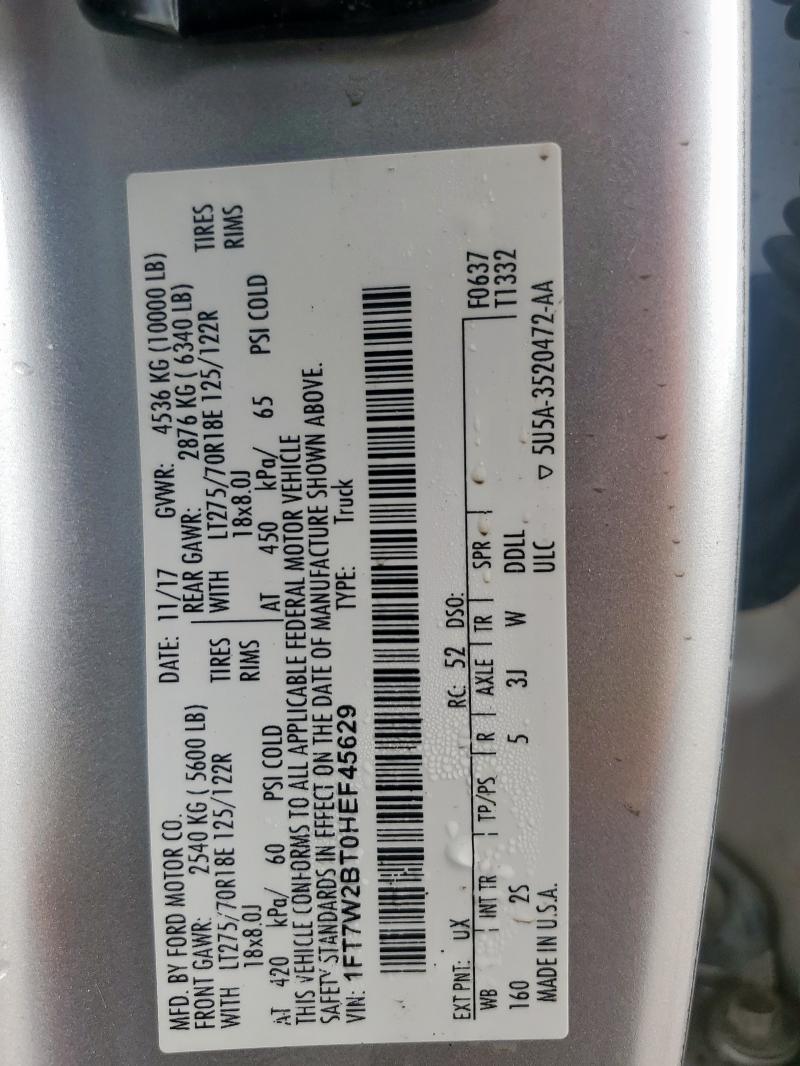 MFD. BY FORD MOTOR CO. DATE: 11/17 GVWR: 4536 KG (10000 LB)
FRONT GAWR: 2540 KG ( 5600 LB) REAR GAWR: 2876 KG ( 6340 LB)
WITH LT275/70R18E 125/122R TIRES WITH LT275/70R18E 125/122R TIRES
18x8.0J RIMS 18x8.0J RIMS
AT 420 kPa/ 60 PSI COLD AT 450 kPa/ 65 PSI COLD
THIS VEHICLE CONFORMS TO ALL APPLICABLE FEDERAL MOTOR VEHICLE
SAFETY STANDARDS IN EFFECT ON THE DATE OF MANUFACTURE SHOWN ABOVE.
VIN: 1FT7W2BT0HEF45629 TYPE: Truck
EXT PNT: UX RC: 52 DSO: F0637
WB INT TR TP/PS R AXLE TR SPR T1332
160 2S 5 3J W DDLL
MADE IN U.S.A. ULC ▽ 5U5A-3520472-AA